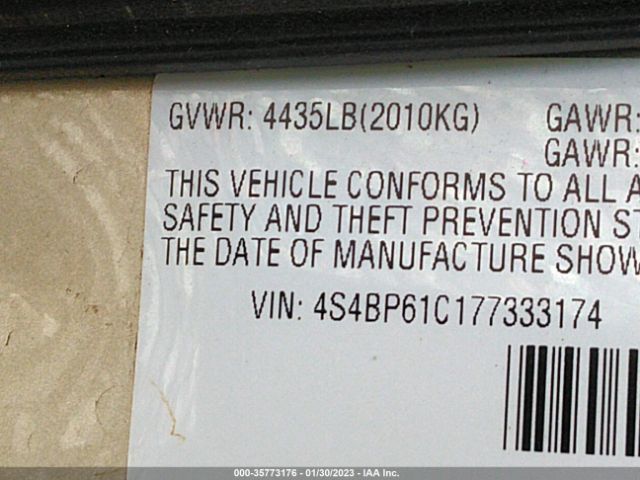 GVWR: 4435LB(2010KG) GAWR:
GAWR:
THIS VEHICLE CONFORMS TO ALL A
SAFETY AND THEFT PREVENTION ST
THE DATE OF MANUFACTURE SHOW
VIN: 4S4BP61C177333174
000-35773176 - 01/30/2023 - IAA Inc.